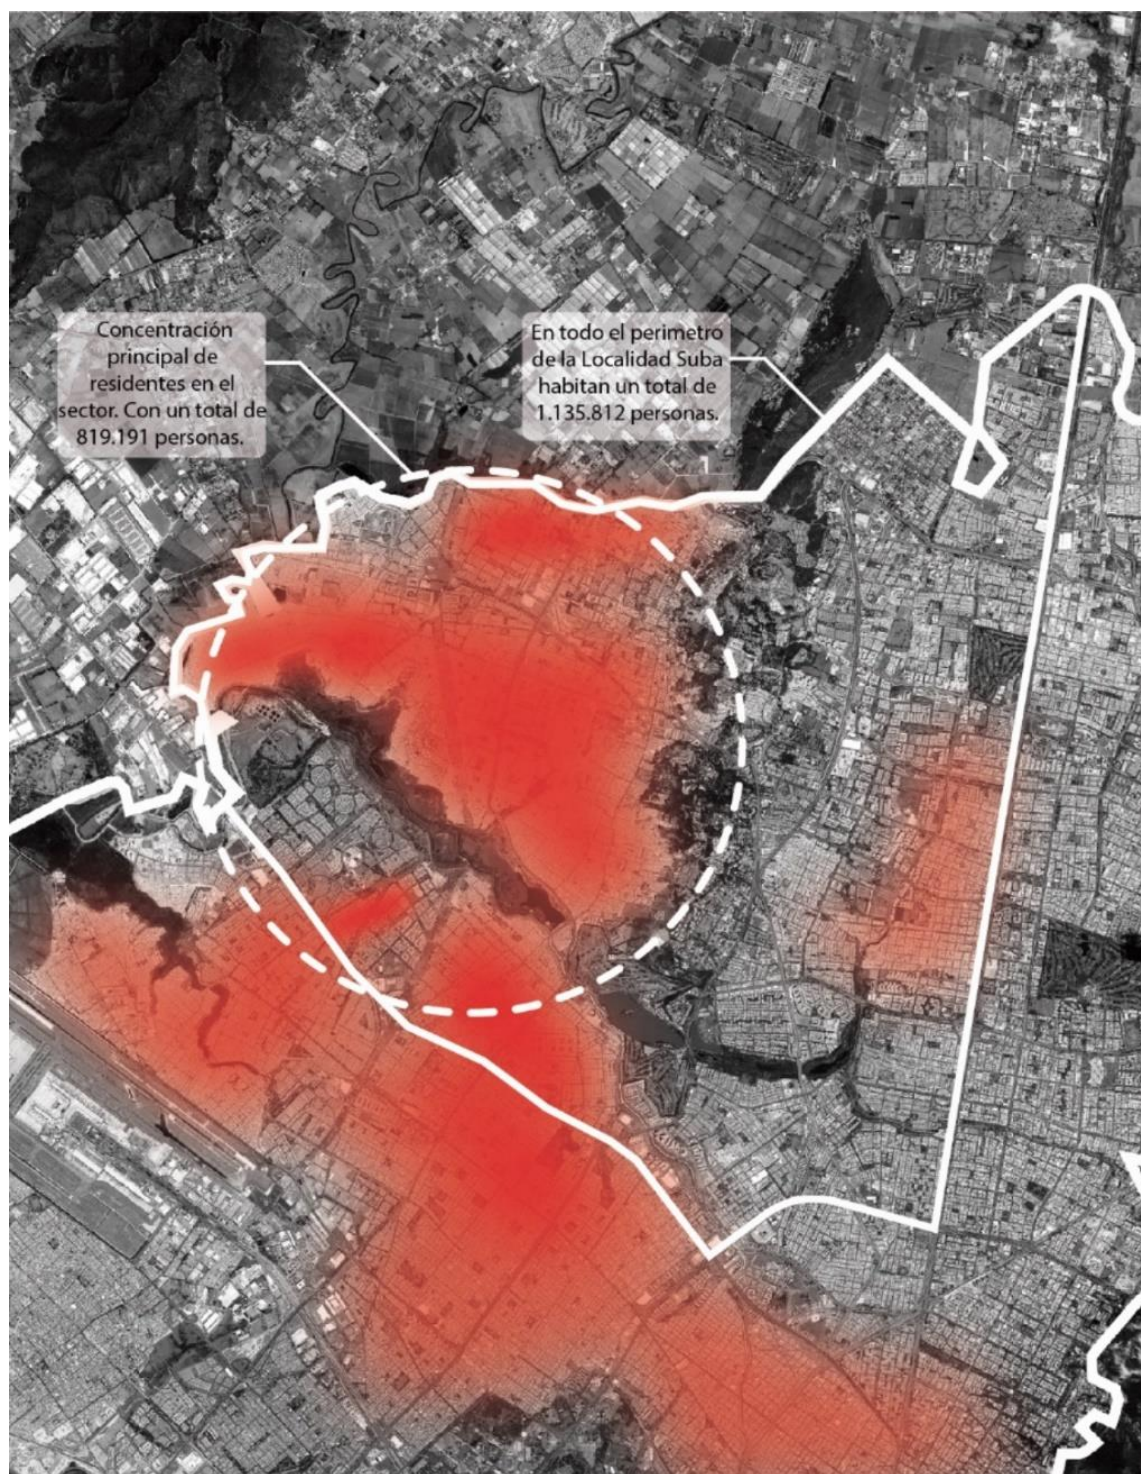 Concentración
principal de
residentes en el
sector. Con un total de
819.191 personas.
En todo el perimetro
de la Localidad Suba
habitan un total de
1.135.812 personas.